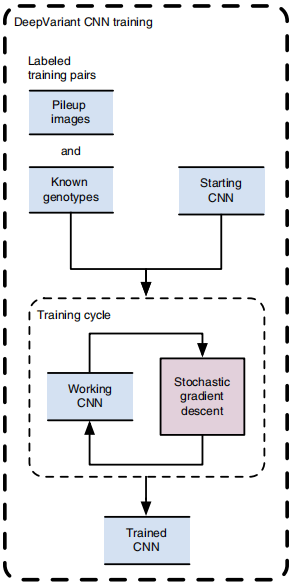 DeepVariant CNN training
Labeled
training pairs
Pileup
images
and
Known
genotypes
Starting
CNN
Training cycle
Working
CNN
Stochastic
gradient
descent
Trained
CNN